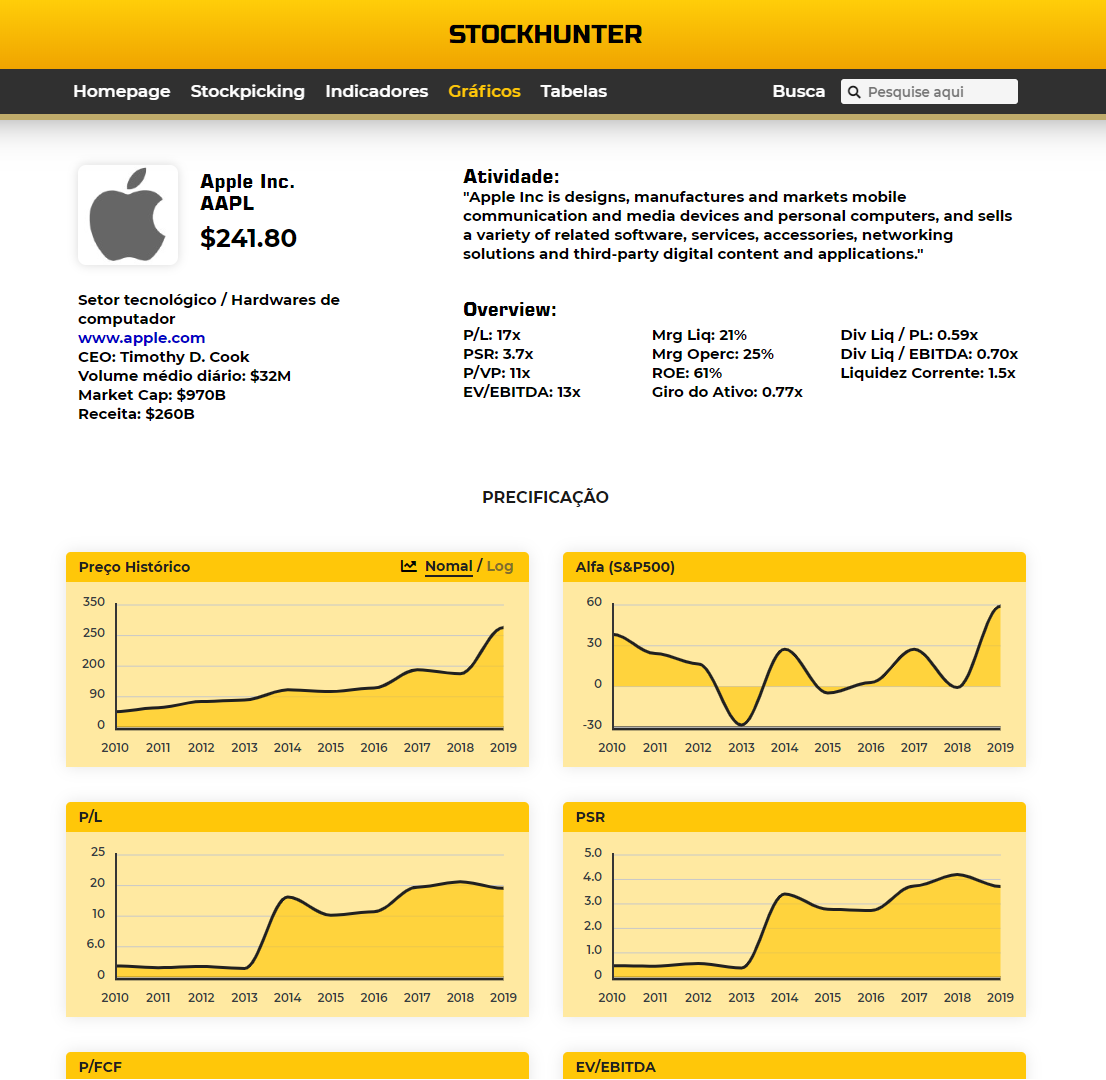 STOCKHUNTER
Homepage Stockpicking Indicadores Gráficos Tabelas Busca Pesquise aqui
Apple Inc.
AAPL
$241.80
Setor tecnológico / Hardwares de
computador
www.apple.com
CEO: Timothy D. Cook
Volume médio diário: $32M
Market Cap: $970B
Receita: $260B
Atividade:
"Apple Inc is designs, manufactures and markets mobile
communication and media devices and personal computers, and sells
a variety of related software, services, accessories, networking
solutions and third-party digital content and applications."
Overview:
P/L: 17x
PSR: 3.7x
P/VP: 11x
EV/EBITDA: 13x
Mrg Liq: 21%
Mrg Operc: 25%
ROE: 61%
Giro do Ativo: 0.77x
Div Liq / PL: 0.59x
Div Liq / EBITDA: 0.70x
Liquidez Corrente: 1.5x
PRECIFICAÇÃO
Preço Histórico Nomal / Log
350
250
200
90
0
2010 2011 2012 2013 2014 2015 2016 2017 2018 2019
Alfa (S&P500)
60
30
0
-30
2010 2011 2012 2013 2014 2015 2016 2017 2018 2019
P/L
25
20
10
6.0
0
2010 2011 2012 2013 2014 2015 2016 2017 2018 2019
PSR
5.0
4.0
3.0
2.0
1.0
0
2010 2011 2012 2013 2014 2015 2016 2017 2018 2019
P/FCF
EV/EBITDA